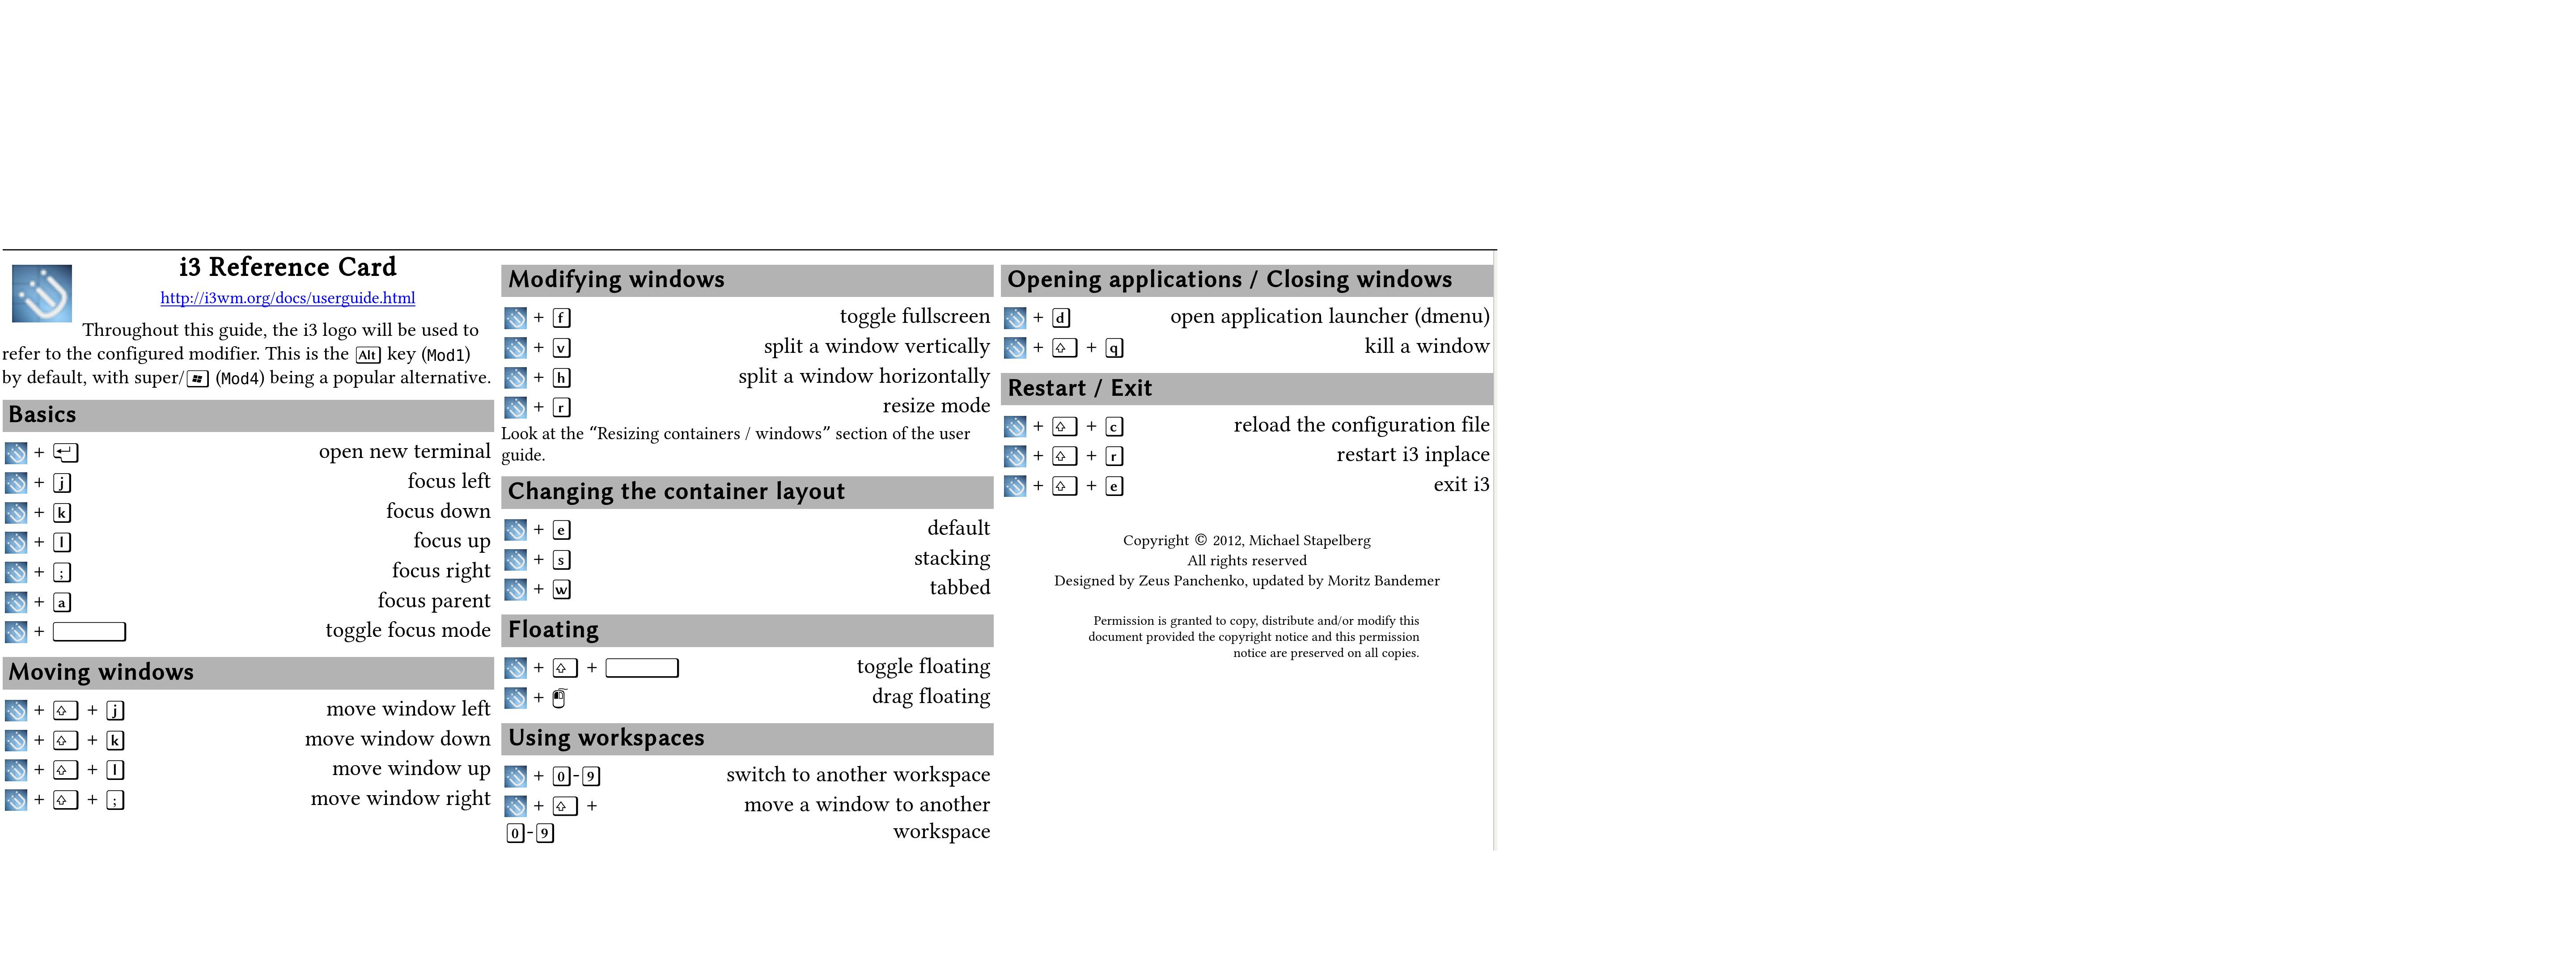 i3 Reference Card
http://i3wm.org/docs/userguide.html
Throughout this guide, the i3 logo will be used to
refer to the configured modifier. This is the Alt key (Mod1)
by default, with super/ (Mod4) being a popular alternative.
Basics
+ open new terminal
+ j focus left
+ k focus down
+ l focus up
+ ; focus right
+ a focus parent
+ toggle focus mode
Moving windows
+ + j move window left
+ + k move window down
+ + l move window up
+ + ; move window right
Modifying windows
+ f toggle fullscreen
+ v split a window vertically
+ h split a window horizontally
+ r resize mode
Look at the “Resizing containers / windows” section of the user
guide.
Changing the container layout
+ e default
+ s stacking
+ w tabbed
Floating
+ + toggle floating
+ drag floating
Using workspaces
+ 0-9 switch to another workspace
+ + move a window to another
0-9 workspace
Opening applications / Closing windows
+ d open application launcher (dmenu)
+ + q kill a window
Restart / Exit
+ + c reload the configuration file
+ + r restart i3 inplace
+ + e exit i3
Copyright © 2012, Michael Stapelberg
All rights reserved
Designed by Zeus Panchenko, updated by Moritz Bandemer
Permission is granted to copy, distribute and/or modify this
document provided the copyright notice and this permission
notice are preserved on all copies.